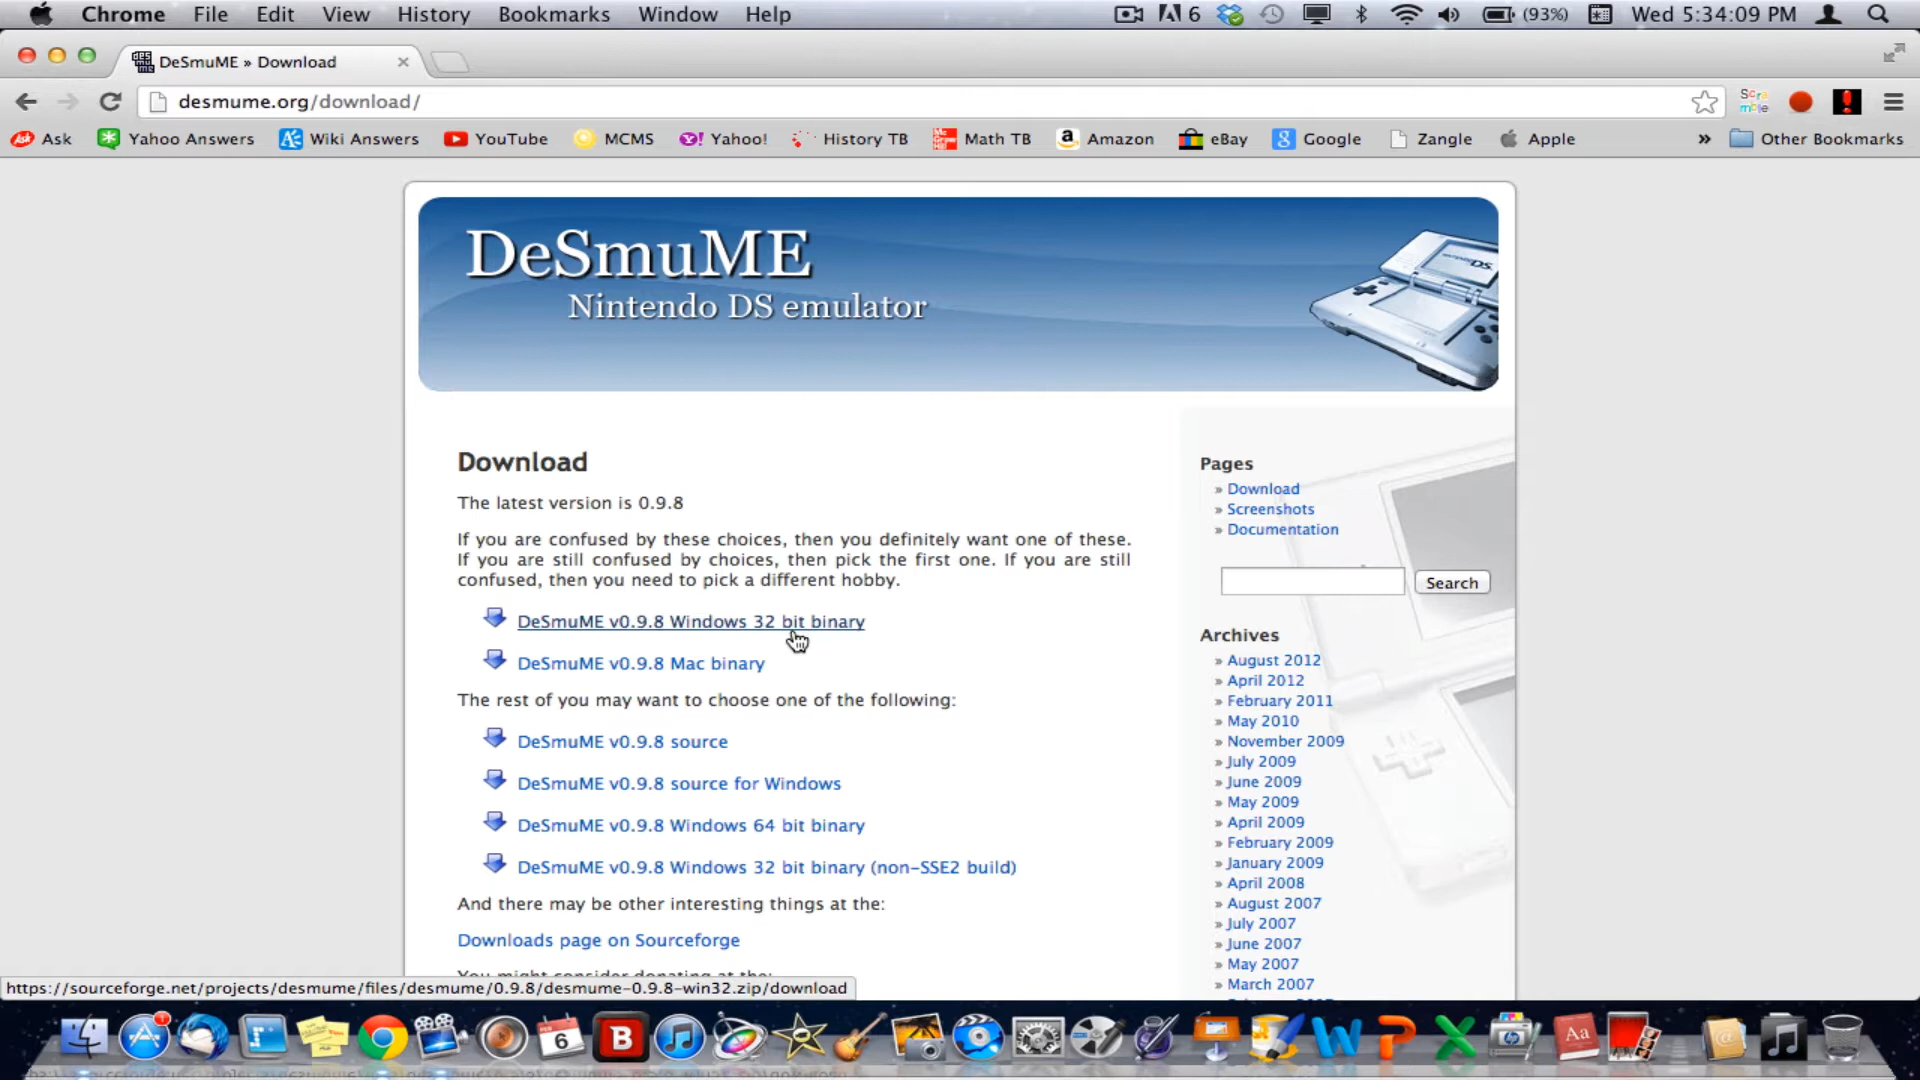 Chrome File Edit View History Bookmarks Window Help 6 (93%) Wed 5:34:09 PM
DeSmuME » Download
desmume.org/download/
Ask Yahoo Answers Wiki Answers YouTube MCMS Yahoo! History TB Math TB Amazon eBay Google Zangle Apple » Other Bookmarks
DeSmuME
Nintendo DS emulator
Download
The latest version is 0.9.8
If you are confused by these choices, then you definitely want one of these.
If you are still confused by choices, then pick the first one. If you are still
confused, then you need to pick a different hobby.
DeSmuME v0.9.8 Windows 32 bit binary
DeSmuME v0.9.8 Mac binary
The rest of you may want to choose one of the following:
DeSmuME v0.9.8 source
DeSmuME v0.9.8 source for Windows
DeSmuME v0.9.8 Windows 64 bit binary
DeSmuME v0.9.8 Windows 32 bit binary (non-SSE2 build)
And there may be other interesting things at the:
Downloads page on Sourceforge
You might consider donating at the:
Pages
» Download
» Screenshots
» Documentation
Search
Archives
» August 2012
» April 2012
» February 2011
» May 2010
» November 2009
» July 2009
» June 2009
» May 2009
» April 2009
» February 2009
» January 2009
» April 2008
» August 2007
» July 2007
» June 2007
» May 2007
» March 2007
https://sourceforge.net/projects/desmume/files/desmume/0.9.8/desmume-0.9.8-win32.zip/download